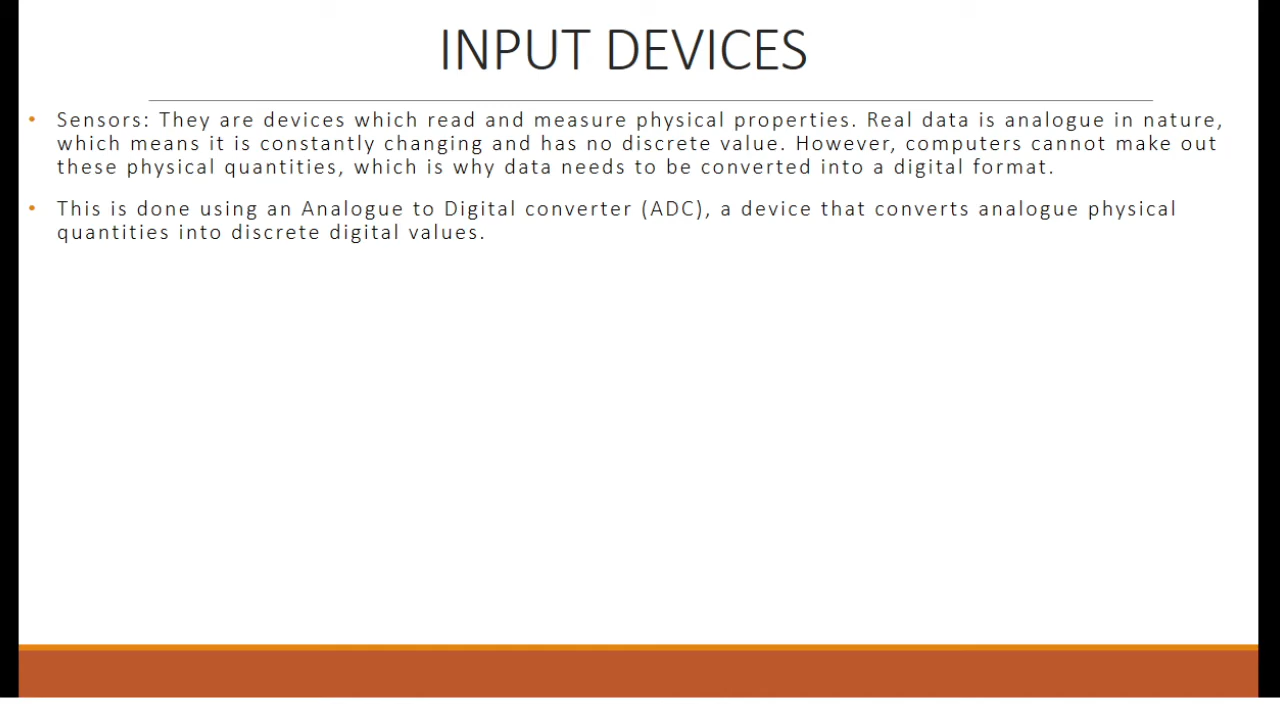 INPUT DEVICES
• Sensors: They are devices which read and measure physical properties. Real data is analogue in nature,
which means it is constantly changing and has no discrete value. However, computers cannot make out
these physical quantities, which is why data needs to be converted into a digital format.
• This is done using an Analogue to Digital converter (ADC), a device that converts analogue physical
quantities into discrete digital values.